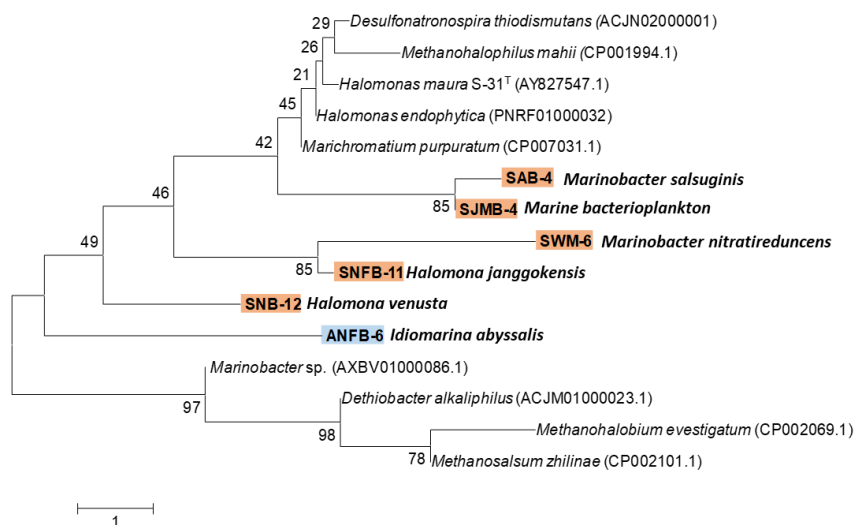 29
Desulfonatronospira thiodismutans (ACJN02000001)
26
Methanohalophilus mahii (CP001994.1)
21
Halomonas maura S-31ᵀ (AY827547.1)
45
Halomonas endophytica (PNRF01000032)
42
Marichromatium purpuratum (CP007031.1)
SAB-4 Marinobacter salsuginis
46
85 SJMB-4 Marine bacterioplankton
49
SWM-6 Marinobacter nitratireduncens
85 SNFB-11 Halomona janggokensis
SNB-12 Halomona venusta
ANFB-6 Idiomarina abyssalis
Marinobacter sp. (AXBV01000086.1)
97
Dethiobacter alkaliphilus (ACJM01000023.1)
98
Methanohalobium evestigatum (CP002069.1)
78 Methanosalsum zhilinae (CP002101.1)
1